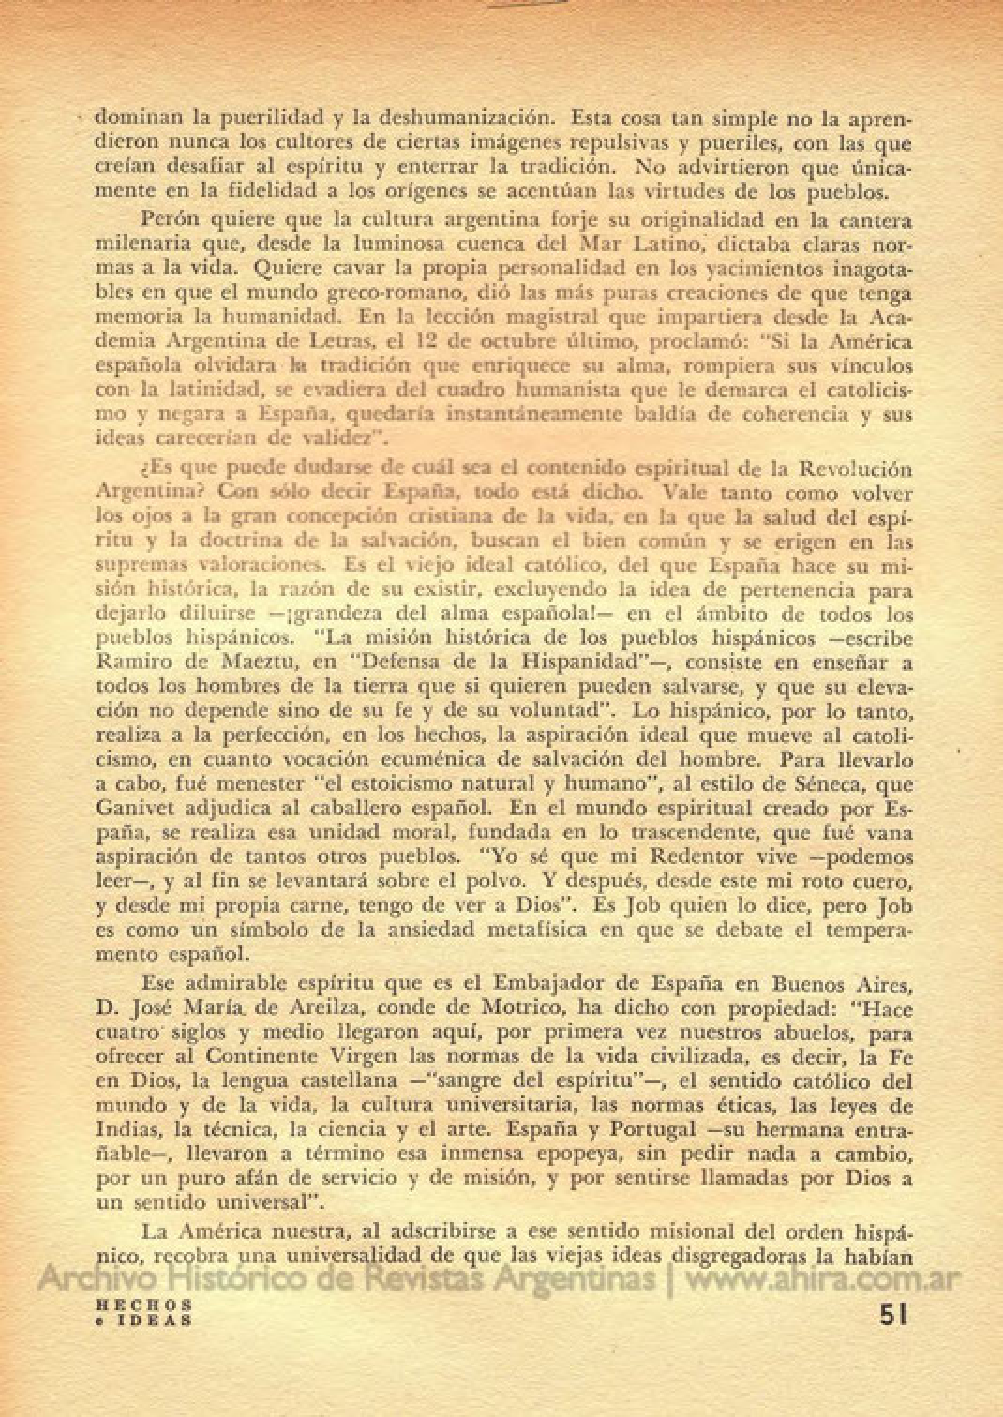 dominan la puerilidad y la deshumanización. Esta cosa tan simple no la apren-
dieron nunca los cultores de ciertas imágenes repulsivas y pueriles, con las que
creían desafiar al espíritu y enterrar la tradición. No advirtieron que única-
mente en la fidelidad a los orígenes se acentúan las virtudes de los pueblos.
Perón quiere que la cultura argentina forje su originalidad en la cantera
milenaria que, desde la luminosa cuenca del Mar Latino, dictaba claras nor-
mas a la vida. Quiere cavar la propia personalidad en los yacimientos inagota-
bles en que el mundo greco-romano, dió las más puras creaciones de que tenga
memoria la humanidad. En la lección magistral que impartiera desde la Aca-
demia Argentina de Letras, el 12 de octubre último, proclamó: "Si la América
española olvidara la tradición que enriquece su alma, rompiera sus vínculos
con la latinidad, se evadiera del cuadro humanista que le demarca el catolicis-
mo y negara a España, quedaría instantáneamente baldía de coherencia y sus
ideas carecerían de validez".
¿Es que puede dudarse de cuál sea el contenido espiritual de la Revolución
Argentina? Con sólo decir España, todo está dicho. Vale tanto como volver
los ojos a la gran concepción cristiana de la vida, en la que la salud del espí-
ritu y la doctrina de la salvación, buscan el bien común y se erigen en las
supremas valoraciones. Es el viejo ideal católico, del que España hace su mi-
sión histórica, la razón de su existir, excluyendo la idea de pertenencia para
dejarlo diluirse —¡grandeza del alma española!— en el ámbito de todos los
pueblos hispánicos. "La misión histórica de los pueblos hispánicos —escribe
Ramiro de Maeztu, en "Defensa de la Hispanidad"—, consiste en enseñar a
todos los hombres de la tierra que si quieren pueden salvarse, y que su eleva-
ción no depende sino de su fe y de su voluntad". Lo hispánico, por lo tanto,
realiza a la perfección, en los hechos, la aspiración ideal que mueve al catoli-
cismo, en cuanto vocación ecuménica de salvación del hombre. Para llevarlo
a cabo, fué menester "el estoicismo natural y humano", al estilo de Séneca, que
Ganivet adjudica al caballero español. En el mundo espiritual creado por Es-
paña, se realiza esa unidad moral, fundada en lo trascendente, que fué vana
aspiración de tantos otros pueblos. "Yo sé que mi Redentor vive —podemos
leer—, y al fin se levantará sobre el polvo. Y después, desde este mi roto cuero,
y desde mi propia carne, tengo de ver a Dios". Es Job quien lo dice, pero Job
es como un símbolo de la ansiedad metafísica en que se debate el tempera-
mento español.
Ese admirable espíritu que es el Embajador de España en Buenos Aires,
D. José María de Areilza, conde de Motrico, ha dicho con propiedad: "Hace
cuatro siglos y medio llegaron aquí, por primera vez nuestros abuelos, para
ofrecer al Continente Virgen las normas de la vida civilizada, es decir, la Fe
en Dios, la lengua castellana —"sangre del espíritu"—, el sentido católico del
mundo y de la vida, la cultura universitaria, las normas éticas, las leyes de
Indias, la técnica, la ciencia y el arte. España y Portugal —su hermana entra-
ñable—, llevaron a término esa inmensa epopeya, sin pedir nada a cambio,
por un puro afán de servicio y de misión, y por sentirse llamadas por Dios a
un sentido universal".
La América nuestra, al adscribirse a ese sentido misional del orden hispá-
nico, recobra una universalidad de que las viejas ideas disgregadoras la habían
Archivo Histórico de Revistas Argentinas | www.ahira.com.ar
HECHOS
e IDEAS
51